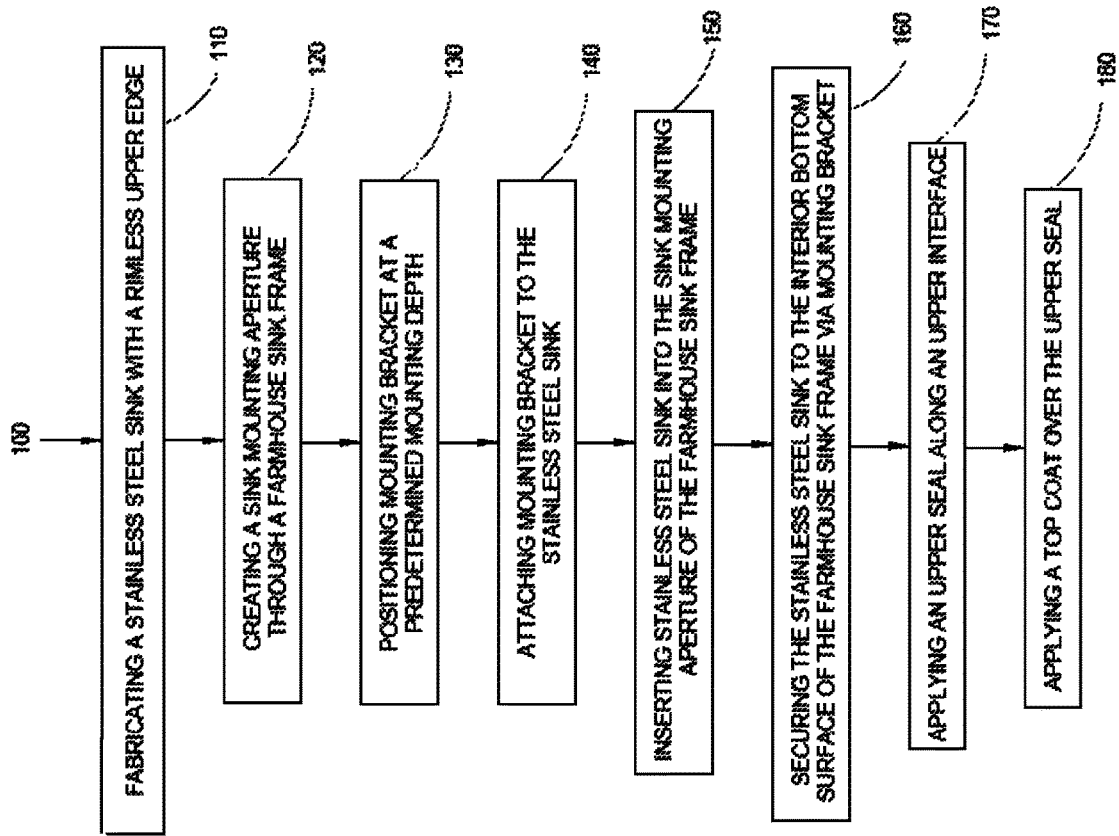 100
FABRICATING A STAINLESS STEEL SINK WITH A RIMLESS UPPER EDGE
110
CREATING A SINK MOUNTING APERTURE
THROUGH A FARMHOUSE SINK FRAME
120
POSITIONING MOUNTING BRACKET AT A
PREDETERMINED MOUNTING DEPTH
130
ATTACHING MOUNTING BRACKET TO THE
STAINLESS STEEL SINK
140
INSERTING STAINLESS STEEL SINK INTO THE SINK MOUNTING
APERTURE OF THE FARMHOUSE SINK FRAME
150
SECURING THE STAINLESS STEEL SINK TO THE INTERIOR BOTTOM
SURFACE OF THE FARMHOUSE SINK FRAME VIA MOUNTING BRACKET
160
APPLYING AN UPPER SEAL ALONG AN UPPER INTERFACE
170
APPLYING A TOP COAT OVER THE UPPER SEAL
180